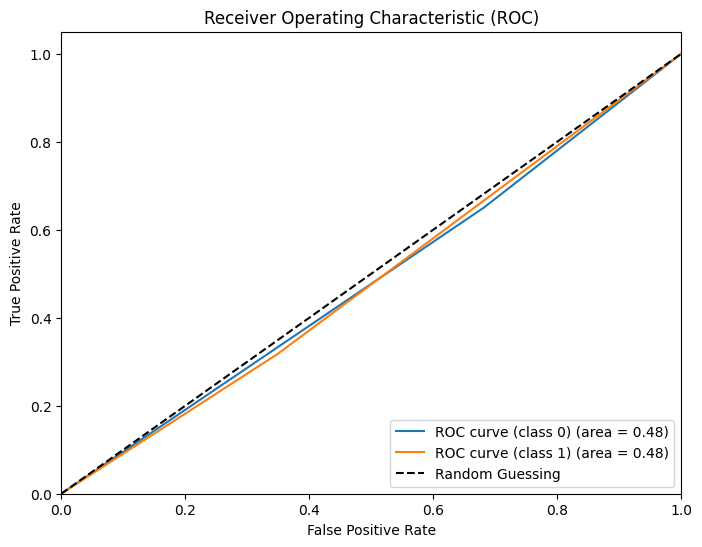 Receiver Operating Characteristic (ROC)
True Positive Rate
1.0
0.8
0.6
0.4
0.2
0.0
ROC curve (class 0) (area = 0.48)
ROC curve (class 1) (area = 0.48)
Random Guessing
0.0 0.2 0.4 0.6 0.8 1.0
False Positive Rate